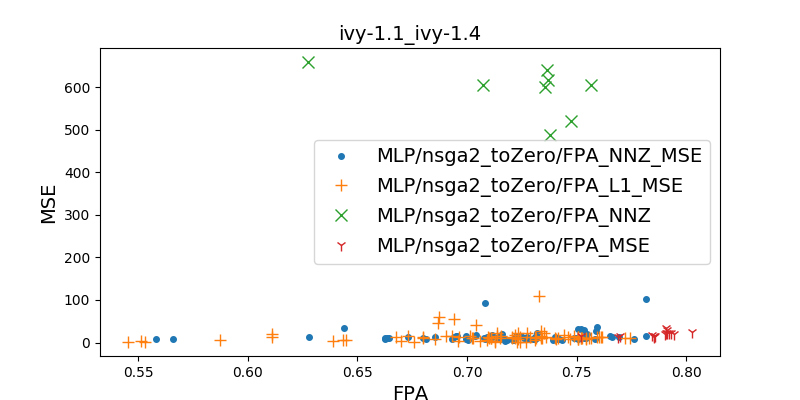 ivy-1.1_ivy-1.4
MSE
600
500
400
300
200
100
0
MLP/nsga2_toZero/FPA_NNZ_MSE
MLP/nsga2_toZero/FPA_L1_MSE
MLP/nsga2_toZero/FPA_NNZ
MLP/nsga2_toZero/FPA_MSE
0.55 0.60 0.65 0.70 0.75 0.80
FPA